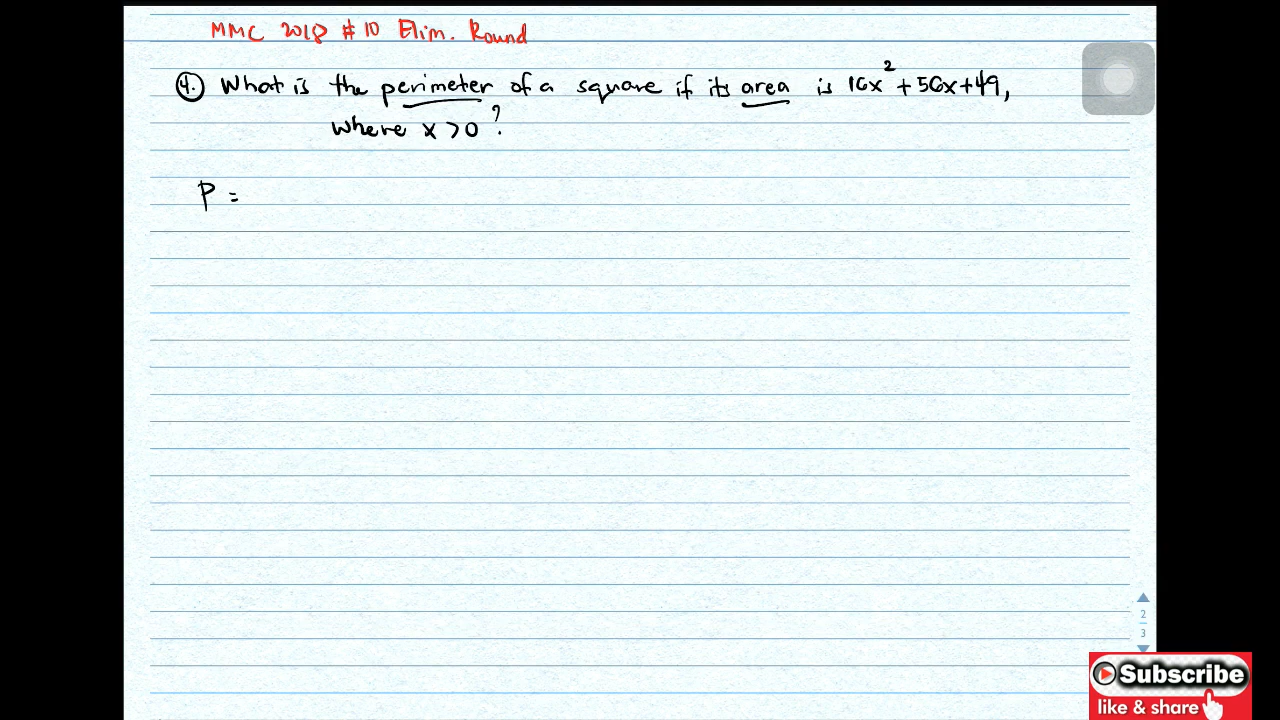 MMC 2018 #10 Elim. Round
4. What is the perimeter of a square if its area is 16x² + 56x + 49,
where x > 0 ?
P =
2
3
Subscribe
like & share